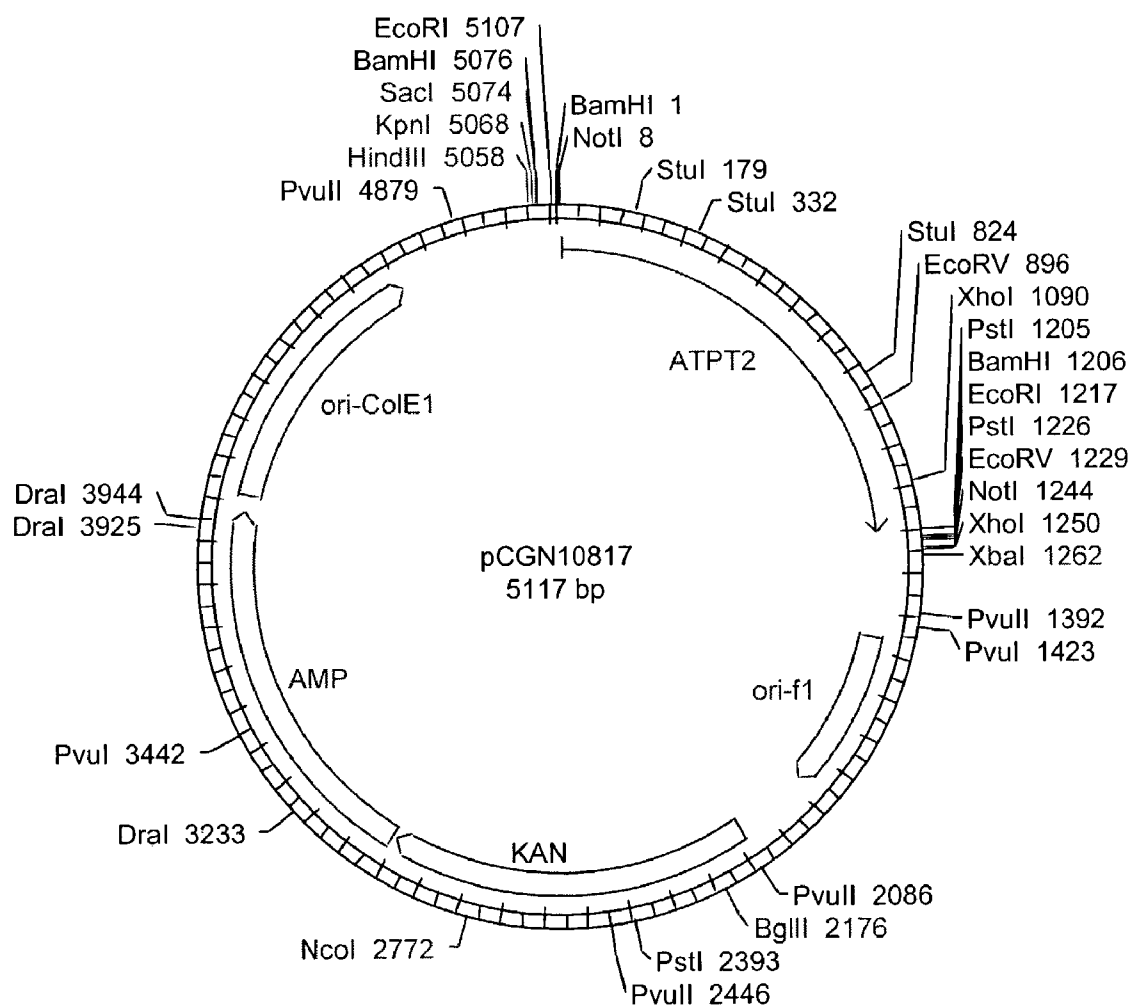 EcoRI 5107
BamHI 5076
SacI 5074
KpnI 5068
HindIII 5058
PvuII 4879
BamHI 1
NotI 8
StuI 179
StuI 332
StuI 824
EcoRV 896
XhoI 1090
PstI 1205
BamHI 1206
EcoRI 1217
PstI 1226
EcoRV 1229
NotI 1244
XhoI 1250
XbaI 1262
PvuII 1392
PvuI 1423
PvuII 2086
BglII 2176
PstI 2393
PvuII 2446
NcoI 2772
DraI 3233
PvuI 3442
DraI 3925
DraI 3944
ATPT2
ori-ColE1
pCGN10817
5117 bp
AMP
ori-f1
KAN